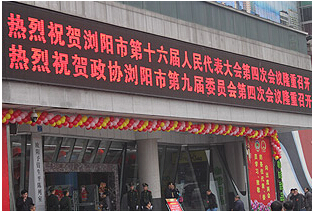 热烈祝贺浏阳市第十六届人民代表大会第四次会议隆重召开
热烈祝贺政协浏阳市第九届委员会第四次会议隆重召开